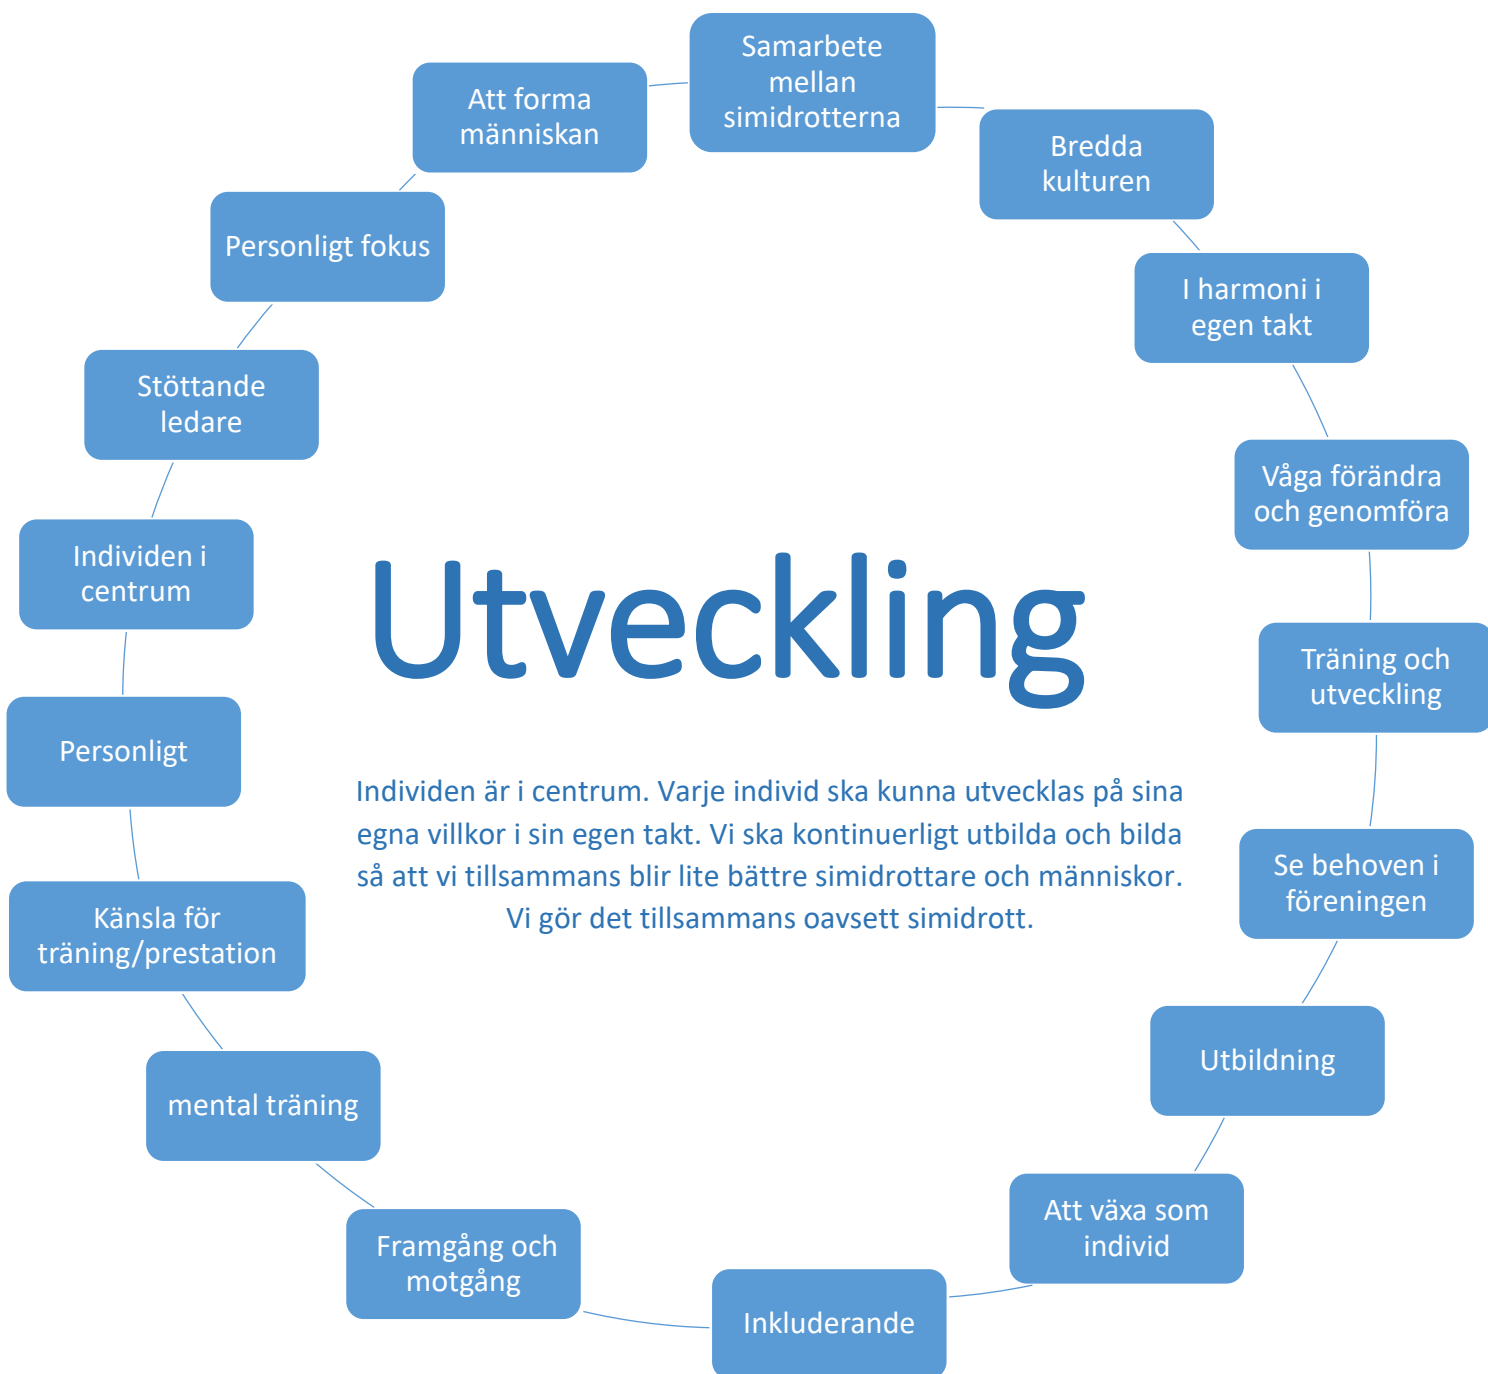 Samarbete
mellan
simidrotterna
Bredda
kulturen
I harmoni i
egen takt
Våga förändra
och genomföra
Träning och
utveckling
Se behoven i
föreningen
Utbildning
Att växa som
individ
Inkluderande
Framgång och
motgång
mental träning
Känsla för
träning/prestation
Personligt
Individen i
centrum
Stöttande
ledare
Personligt fokus
Att forma
människan
Utveckling
Individen är i centrum. Varje individ ska kunna utvecklas på sina
egna villkor i sin egen takt. Vi ska kontinuerligt utbilda och bilda
så att vi tillsammans blir lite bättre simidrottare och människor.
Vi gör det tillsammans oavsett simidrott.